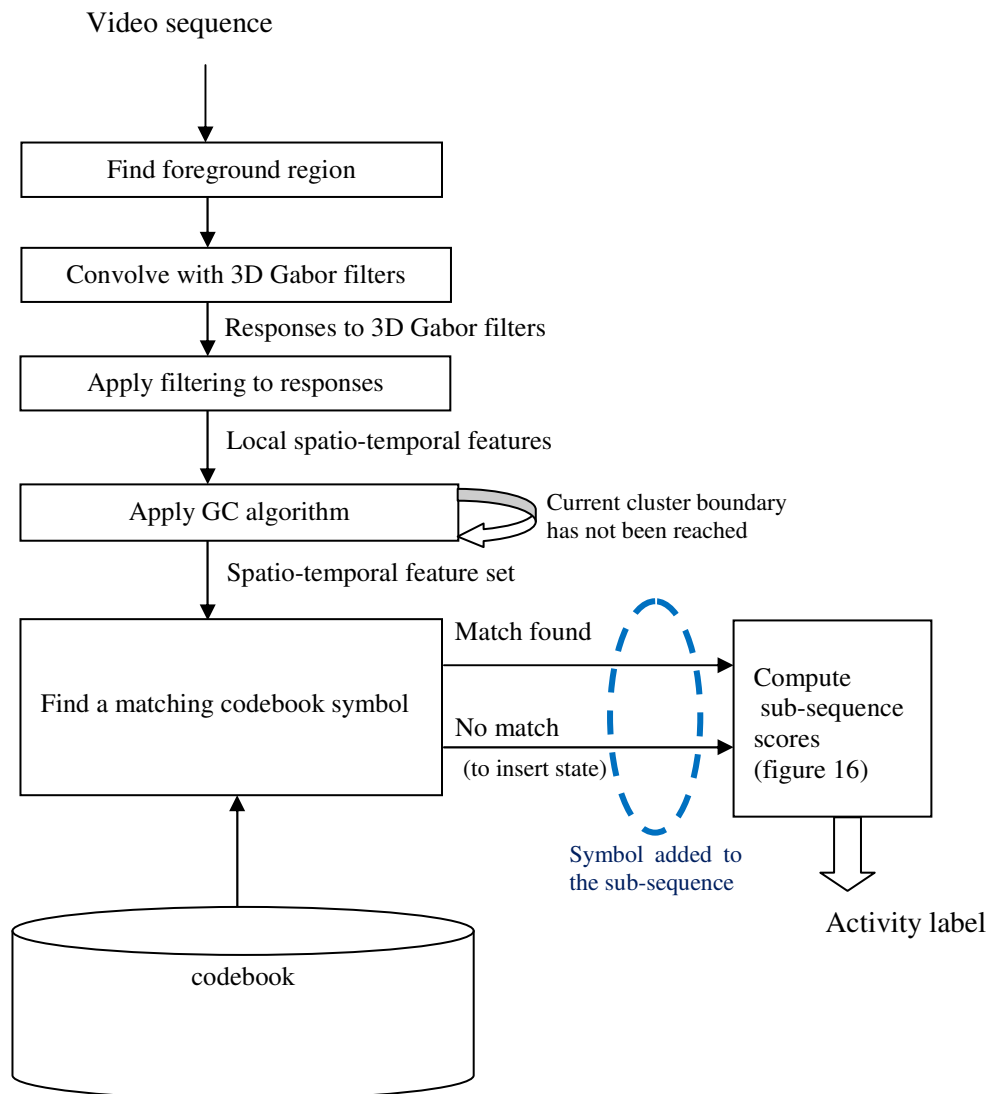 Video sequence
Find foreground region
Convolve with 3D Gabor filters
Responses to 3D Gabor filters
Apply filtering to responses
Local spatio-temporal features
Apply GC algorithm
Current cluster boundary
has not been reached
Spatio-temporal feature set
Find a matching codebook symbol
Match found
No match
(to insert state)
Compute
sub-sequence
scores
(figure 16)
Symbol added to
the sub-sequence
Activity label
codebook